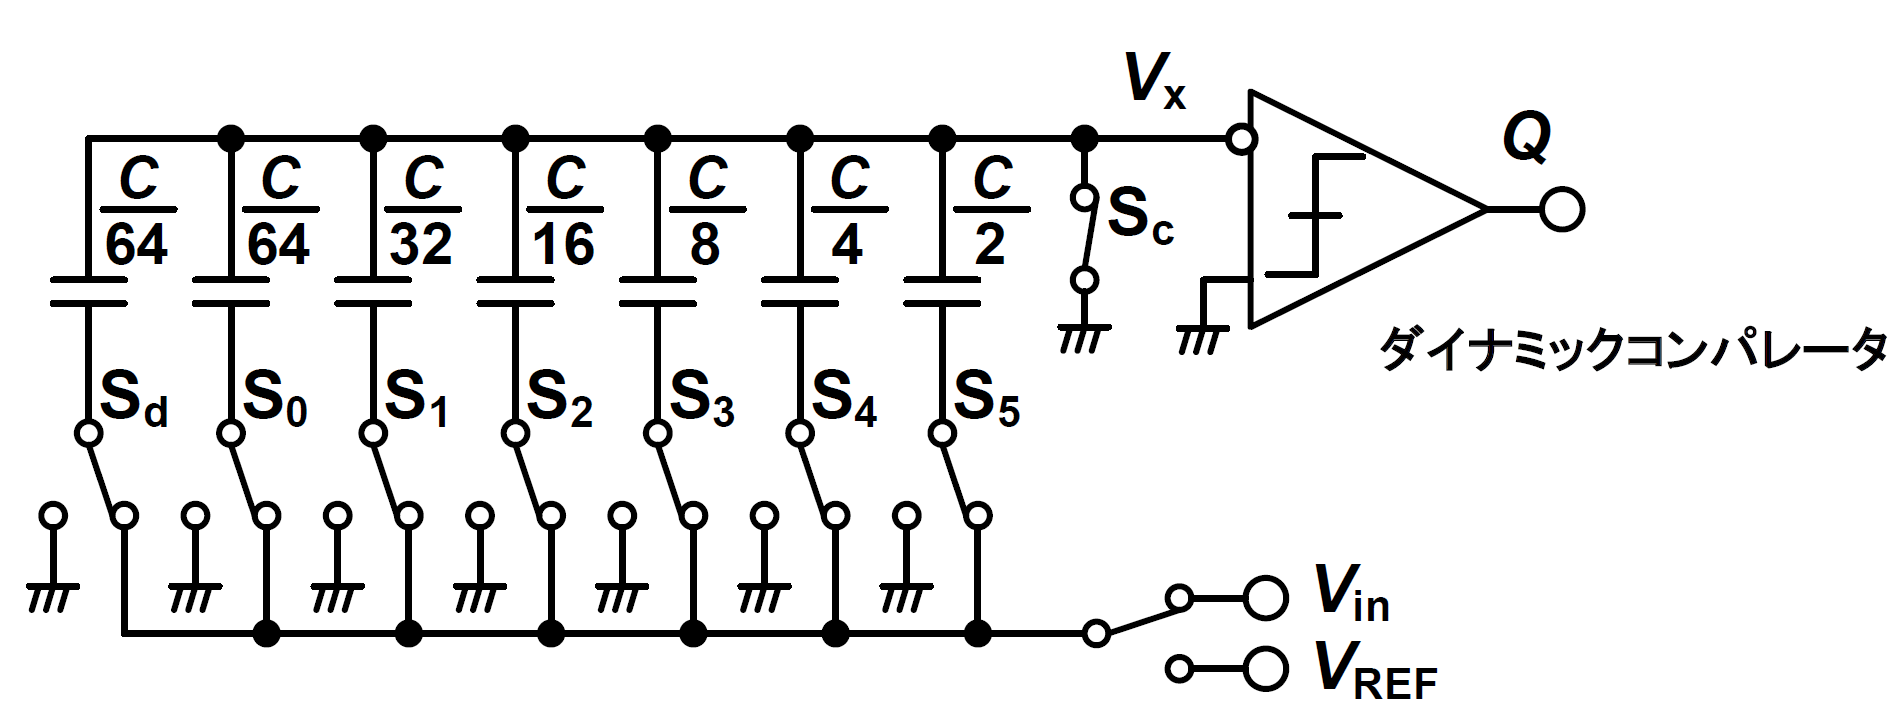 Vx
Q
C/64 C/64 C/32 C/16 C/8 C/4 C/2
Sc
ダイナミックコンパレータ
Sd S0 S1 S2 S3 S4 S5
Vin
VREF